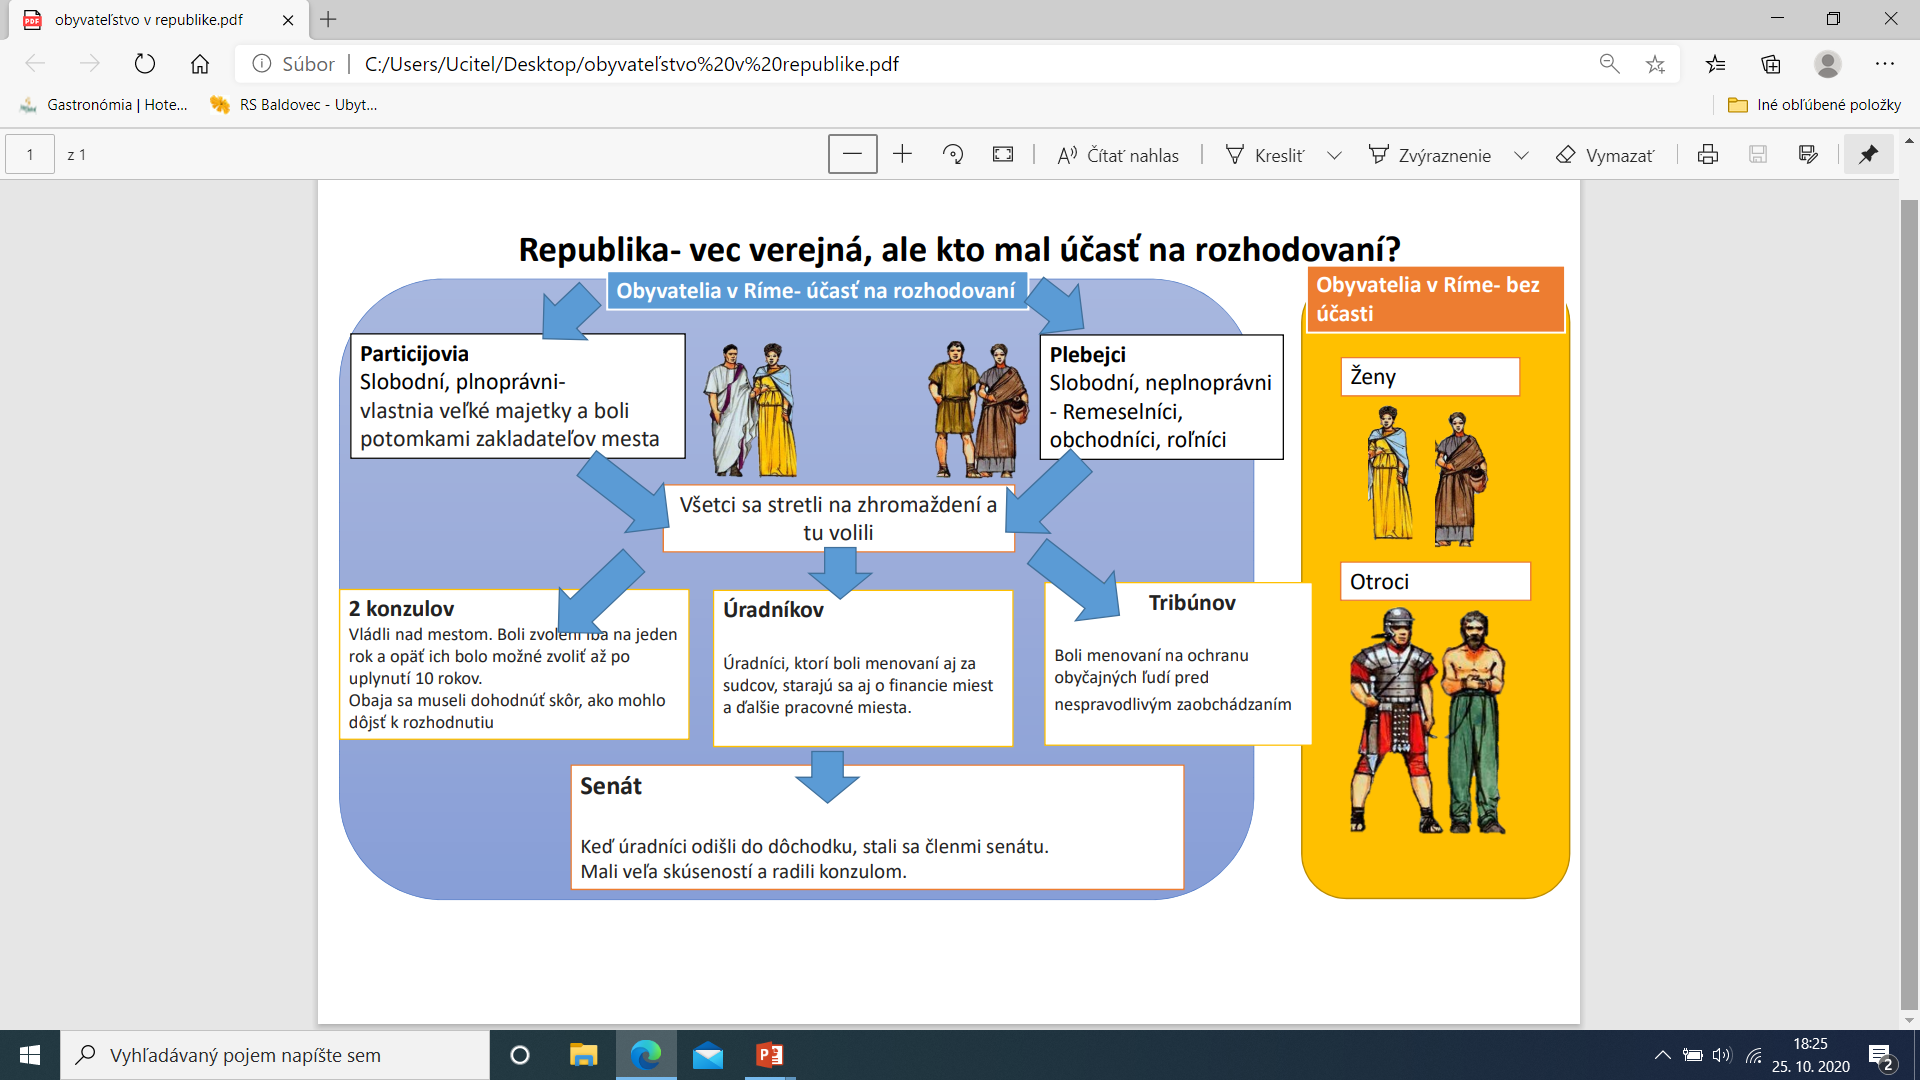 obyvateľstvo v republike.pdf
Súbor | C:/Users/Ucitel/Desktop/obyvateľstvo%20v%20republike.pdf
Gastronómia | Hote...
RS Baldovec - Ubyt...
Iné obľúbené položky
1 z 1
Čítať nahlas
Kresliť
Zvýraznenie
Vymazať
Republika- vec verejná, ale kto mal účasť na rozhodovaní?
Obyvatelia v Ríme- účasť na rozhodovaní
Particijovia
Slobodní, plnoprávni-
vlastnia veľké majetky a boli
potomkami zakladateľov mesta
Plebejci
Slobodní, neplnoprávni
- Remeselníci,
obchodníci, roľníci
Všetci sa stretli na zhromaždení a
tu volili
2 konzulov
Vládli nad mestom. Boli zvolení iba na jeden
rok a opäť ich bolo možné zvoliť až po
uplynutí 10 rokov.
Obaja sa museli dohodnúť skôr, ako mohlo
dôjsť k rozhodnutiu
Úradníkov
Úradníci, ktorí boli menovaní aj za
sudcov, starajú sa aj o financie miest
a ďalšie pracovné miesta.
Tribúnov
Boli menovaní na ochranu
obyčajných ľudí pred
nespravodlivým zaobchádzaním
Senát
Keď úradníci odišli do dôchodku, stali sa členmi senátu.
Mali veľa skúseností a radili konzulom.
Obyvatelia v Ríme- bez
účasti
Ženy
Otroci
Vyhľadávaný pojem napíšte sem
18:25
25. 10. 2020
2